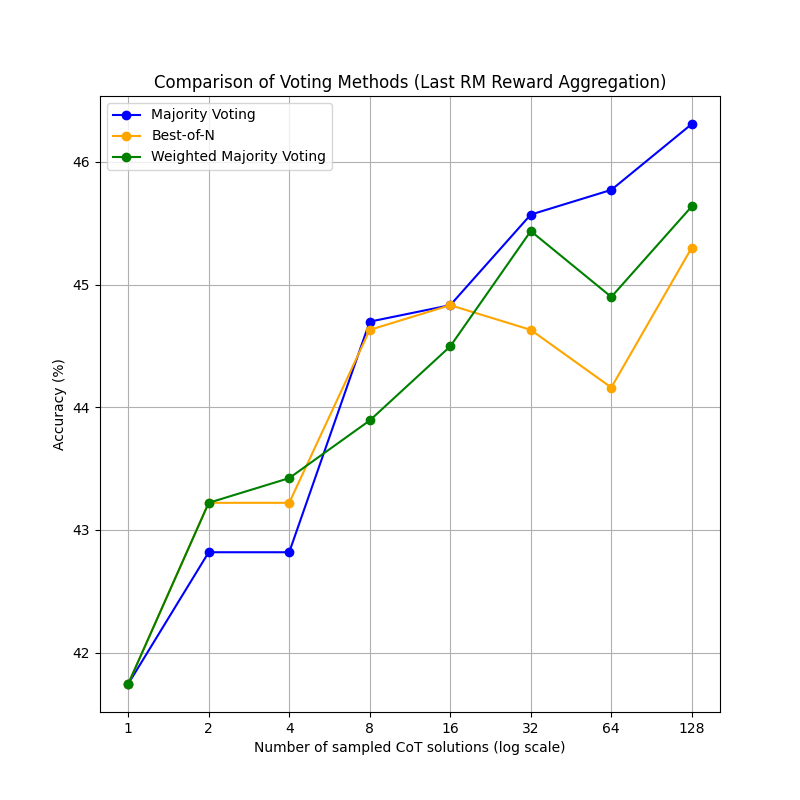 Comparison of Voting Methods (Last RM Reward Aggregation)
Majority Voting
Best-of-N
Weighted Majority Voting
46
45
44
43
42
Accuracy (%)
1 2 4 8 16 32 64 128
Number of sampled CoT solutions (log scale)